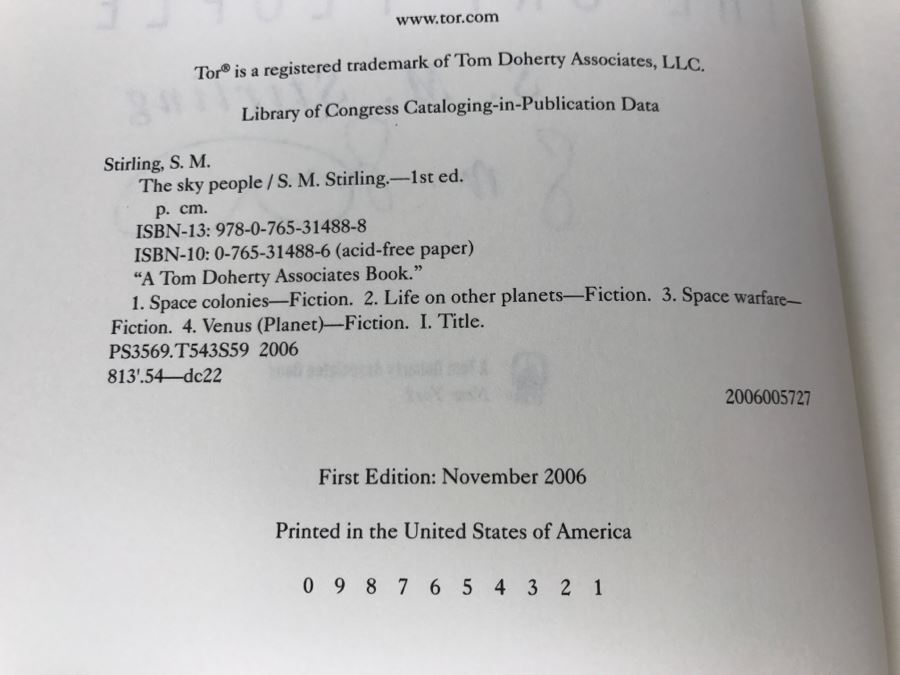 www.tor.com
Tor® is a registered trademark of Tom Doherty Associates, LLC.
Library of Congress Cataloging-in-Publication Data
Stirling, S. M.
The sky people / S. M. Stirling.—1st ed.
p. cm.
ISBN-13: 978-0-765-31488-8
ISBN-10: 0-765-31488-6 (acid-free paper)
“A Tom Doherty Associates Book.”
1. Space colonies—Fiction. 2. Life on other planets—Fiction. 3. Space warfare—
Fiction. 4. Venus (Planet)—Fiction. I. Title.
PS3569.T543S59 2006
813'.54—dc22
2006005727
First Edition: November 2006
Printed in the United States of America
0 9 8 7 6 5 4 3 2 1